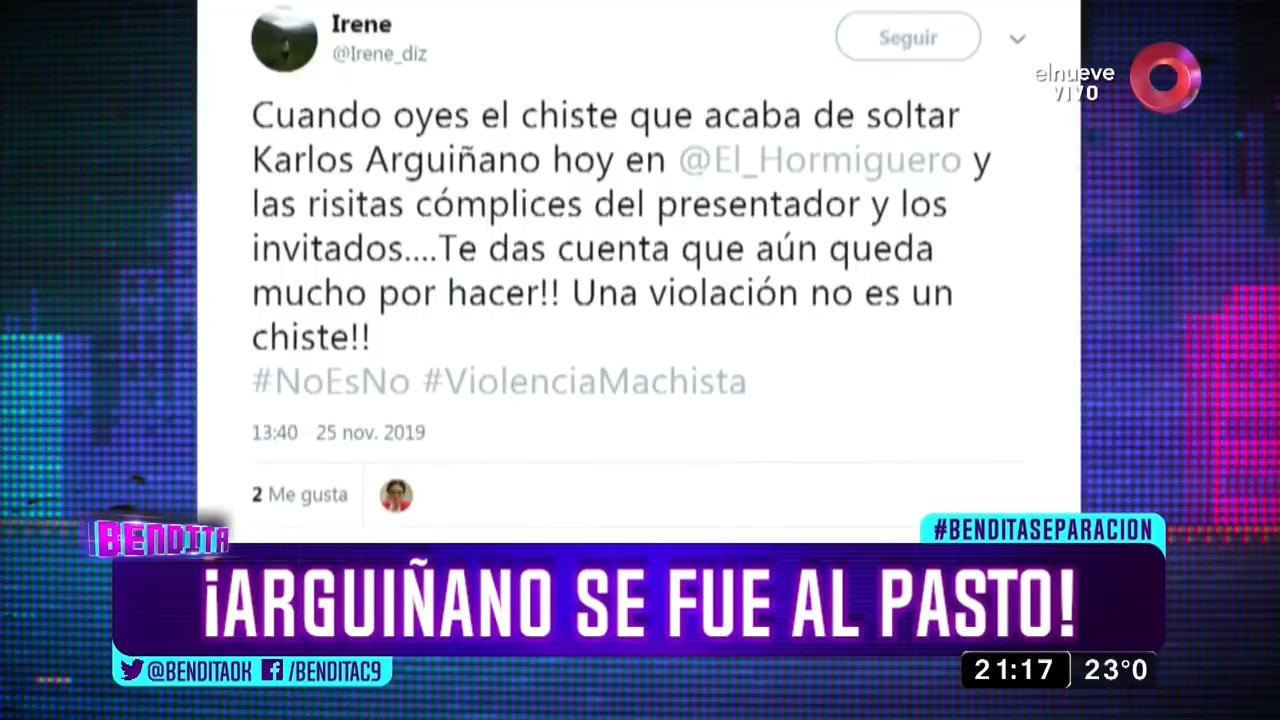 Irene
@Irene_diz
Seguir
elnueve
VIVO
Cuando oyes el chiste que acaba de soltar
Karlos Arguiñano hoy en @El_Hormiguero y
las risitas cómplices del presentador y los
invitados....Te das cuenta que aún queda
mucho por hacer!! Una violación no es un
chiste!!
#NoEsNo #ViolenciaMachista
13:40 25 nov. 2019
2 Me gusta
BENDITA
#BENDITASEPARACION
¡ARGUIÑANO SE FUE AL PASTO!
@BENDITAOK /BENDITAC9
21:17 23°0